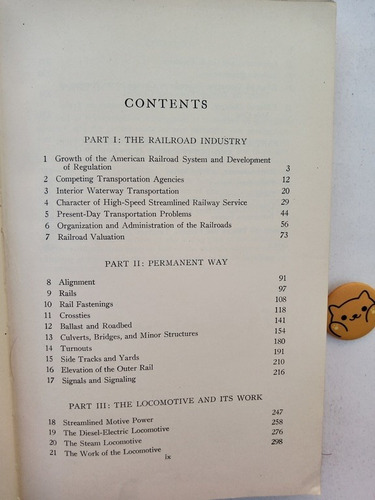 CONTENTS
PART I: THE RAILROAD INDUSTRY
1 Growth of the American Railroad System and Development
of Regulation 3
2 Competing Transportation Agencies 12
3 Interior Waterway Transportation 20
4 Character of High-Speed Streamlined Railway Service 29
5 Present-Day Transportation Problems 44
6 Organization and Administration of the Railroads 56
7 Railroad Valuation 73
PART II: PERMANENT WAY
8 Alignment 91
9 Rails 97
10 Rail Fastenings 108
11 Crossties 118
12 Ballast and Roadbed 141
13 Culverts, Bridges, and Minor Structures 154
14 Turnouts 180
15 Side Tracks and Yards 191
16 Elevation of the Outer Rail 210
17 Signals and Signaling 216
PART III: THE LOCOMOTIVE AND ITS WORK
18 Streamlined Motive Power 247
19 The Diesel-Electric Locomotive 258
20 The Steam Locomotive 276
21 The Work of the Locomotive 298
ix